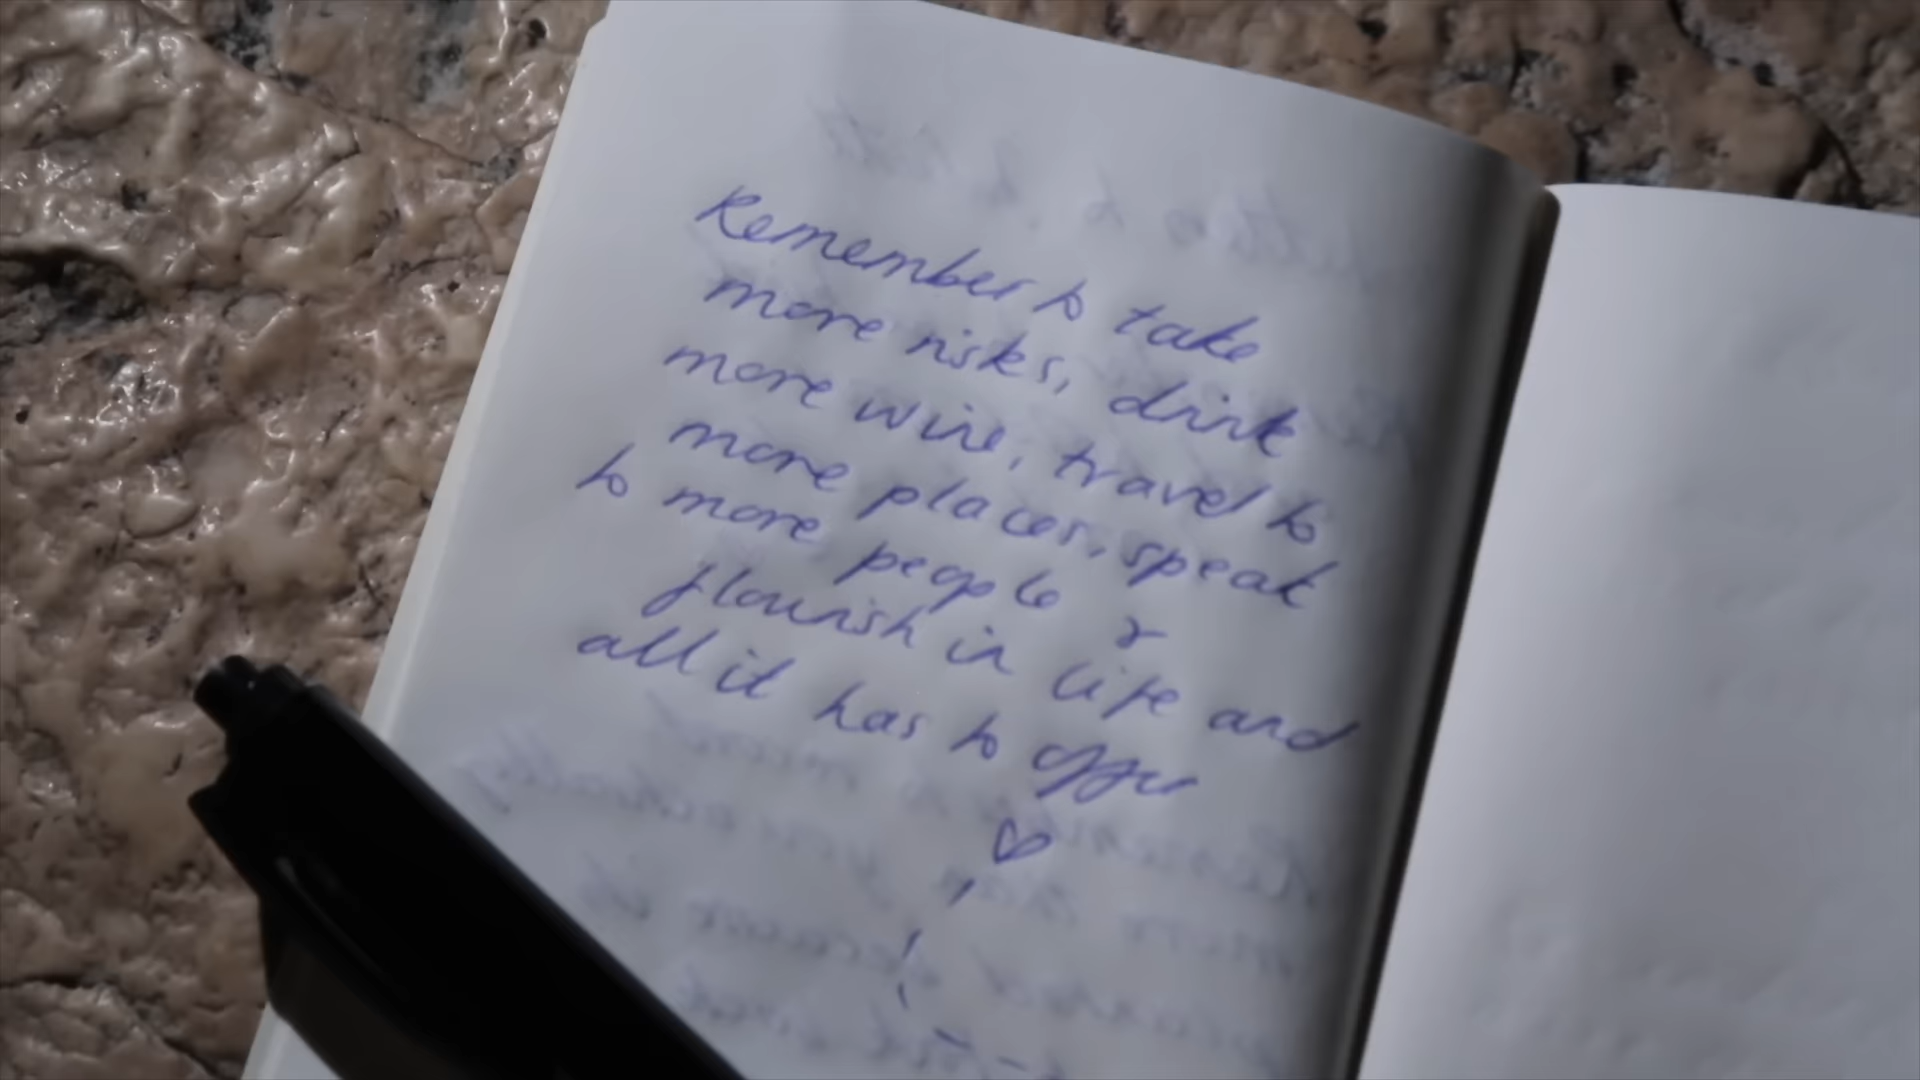 Remember to take
more risks, drink
more wine, travel to
more places, speak
to more people &
flourish in life and
all it has to offer
♡